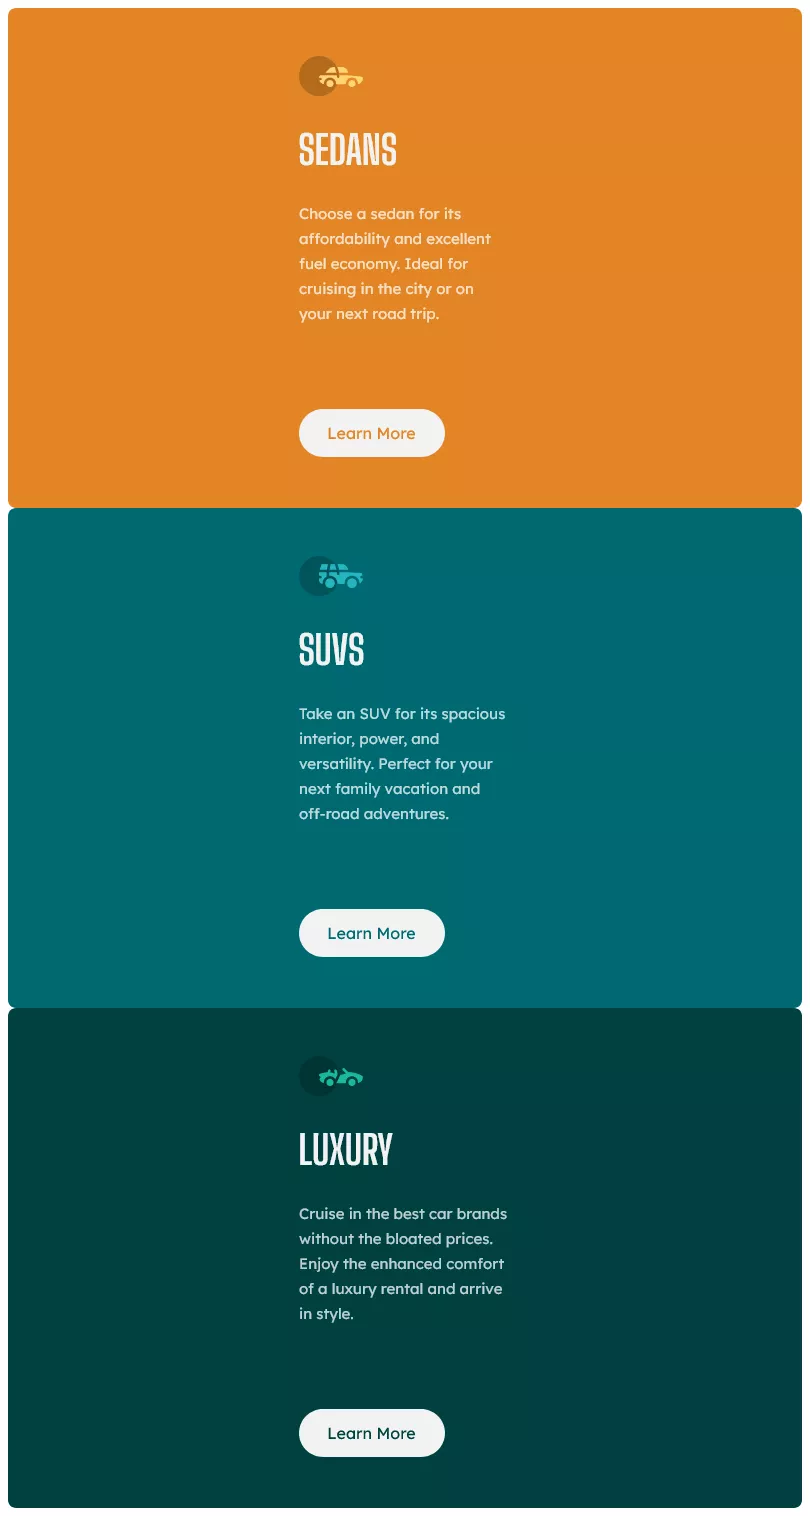 SEDANS
Choose a sedan for its
affordability and excellent
fuel economy. Ideal for
cruising in the city or on
your next road trip.
Learn More
SUVS
Take an SUV for its spacious
interior, power, and
versatility. Perfect for your
next family vacation and
off-road adventures.
Learn More
LUXURY
Cruise in the best car brands
without the bloated prices.
Enjoy the enhanced comfort
of a luxury rental and arrive
in style.
Learn More